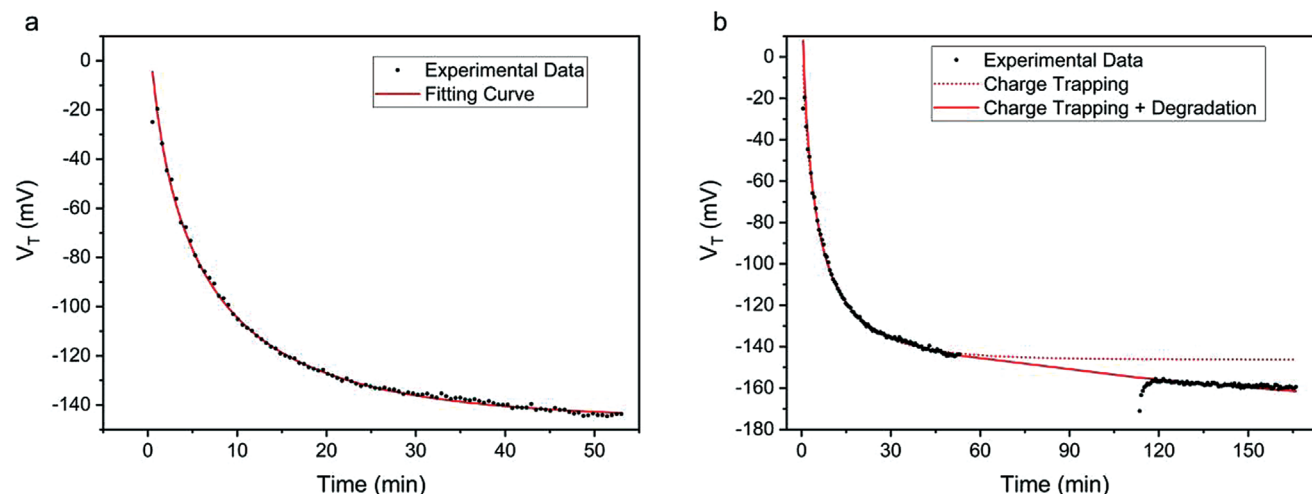 a
0
-20
-40
-60
-80
-100
-120
-140
V_T (mV)
0 10 20 30 40 50
Time (min)
Experimental Data
Fitting Curve
b
0
-20
-40
-60
-80
-100
-120
-140
-160
-180
V_T (mV)
0 30 60 90 120 150
Time (min)
Experimental Data
Charge Trapping
Charge Trapping + Degradation